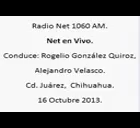 Radio Net 1060 AM.
Net en Vivo.
Conduce: Rogelio González Quiroz,
Alejandro Velasco.
Cd. Juárez, Chihuahua.
16 Octubre 2013.